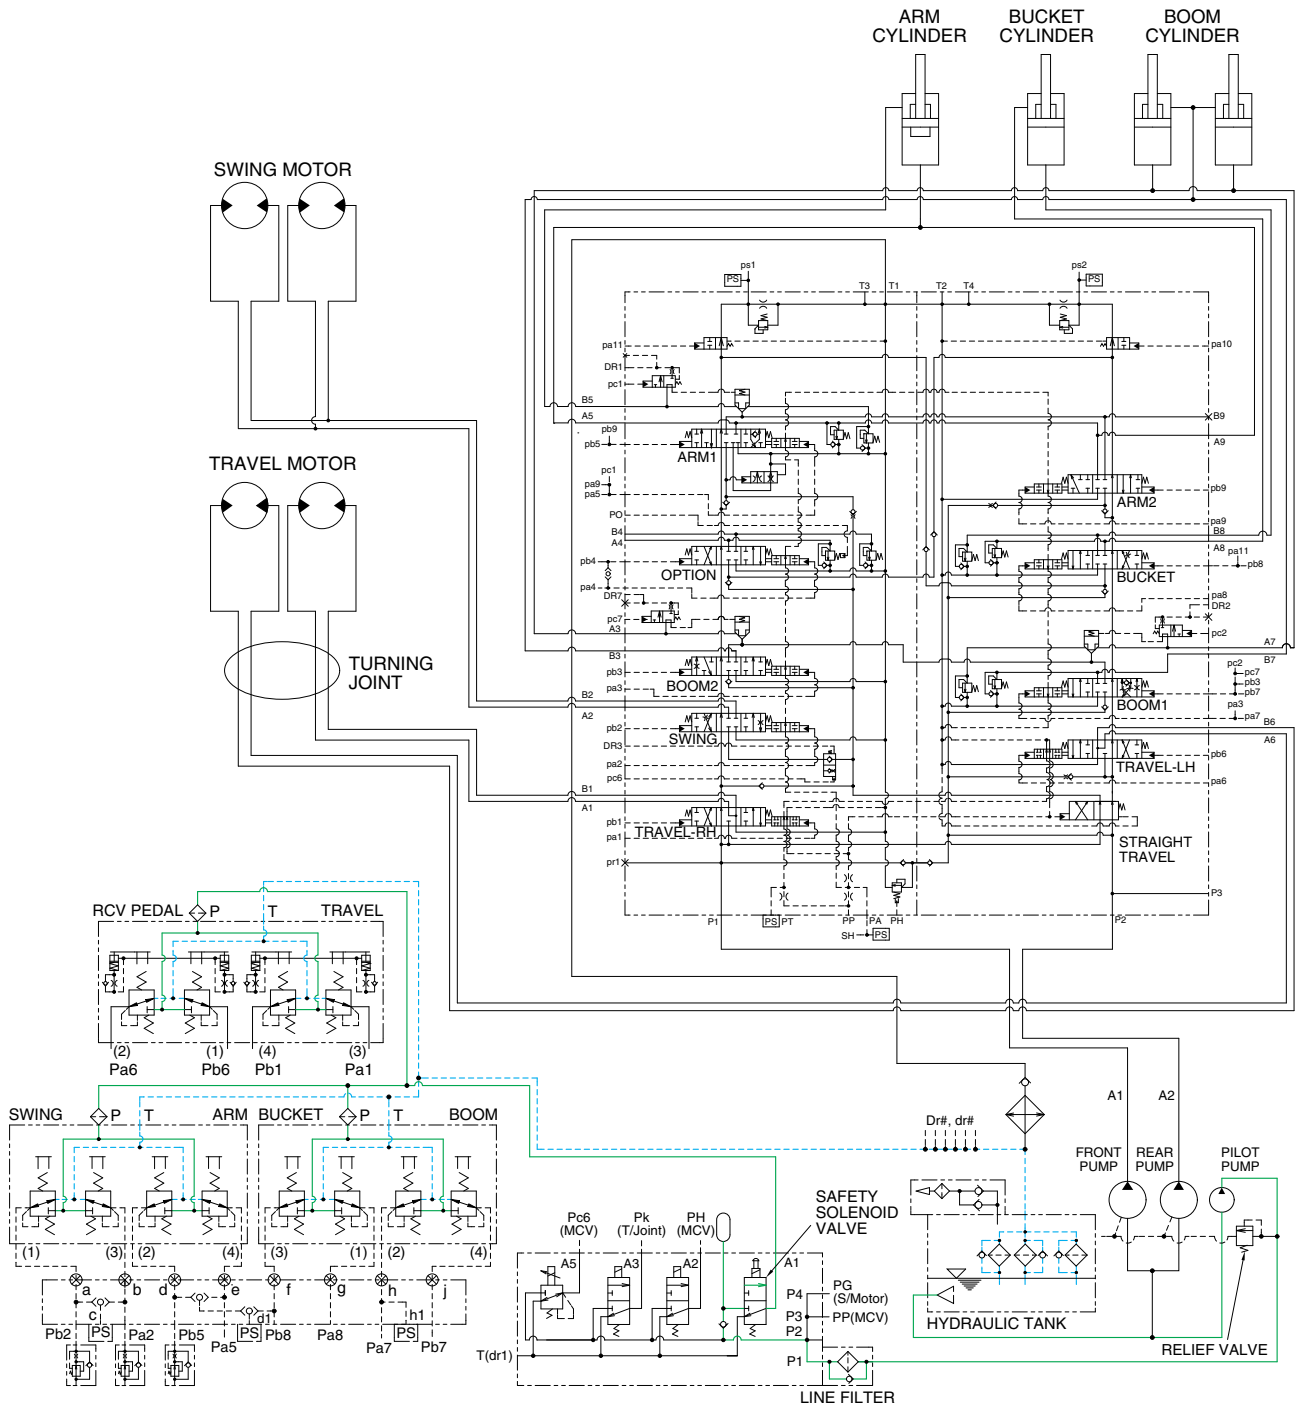 ARM
CYLINDER
BUCKET
CYLINDER
BOOM
CYLINDER
SWING MOTOR
TRAVEL MOTOR
TURNING
JOINT
ps1
PS
ps2
PS
T3
T1
T2
T4
pa11
pa10
DR1
pc1
B5
A5
B9
A9
pb9
pb5
ARM1
pc1
pa9
pa5
ARM2
pb9
pa9
PO
B4
A4
B8
A8
pa11
pb4
OPTION
BUCKET
pb8
pa4
DR7
pa8
DR2
pc7
A3
pc2
A7
B3
B7
pb3
BOOM2
pa3
pc2
pc7
pb3
pb7
BOOM1
B2
A2
pa3
pa7
pb2
SWING
B6
A6
DR3
pa2
TRAVEL-LH
pb6
pc6
pa6
B1
A1
pb1
TRAVEL-RH
pa1
STRAIGHT
TRAVEL
pr1
P3
P1
PS
PT
PP
PA
PH
P2
SH
PS
RCV PEDAL
P
T
TRAVEL
(2)
(1)
(4)
(3)
Pa6
Pb6
Pb1
Pa1
SWING
P
T
ARM
BUCKET
P
T
BOOM
(1)
(3)
(2)
(4)
(3)
(1)
(2)
(4)
a
b
d
e
f
g
h
j
c
d1
h1
Pb2
PS
Pa2
Pb5
Pa5
PS
Pb8
Pa8
Pa7
PS
Pb7
Dr#, dr#
A1
A2
FRONT
PUMP
REAR
PUMP
PILOT
PUMP
SAFETY
SOLENOID
VALVE
Pc6
(MCV)
Pk
(T/Joint)
PH
(MCV)
A5
A3
A2
A1
P4
PG
(S/Motor)
P3
PP(MCV)
P2
T(dr1)
P1
HYDRAULIC TANK
RELIEF VALVE
LINE FILTER